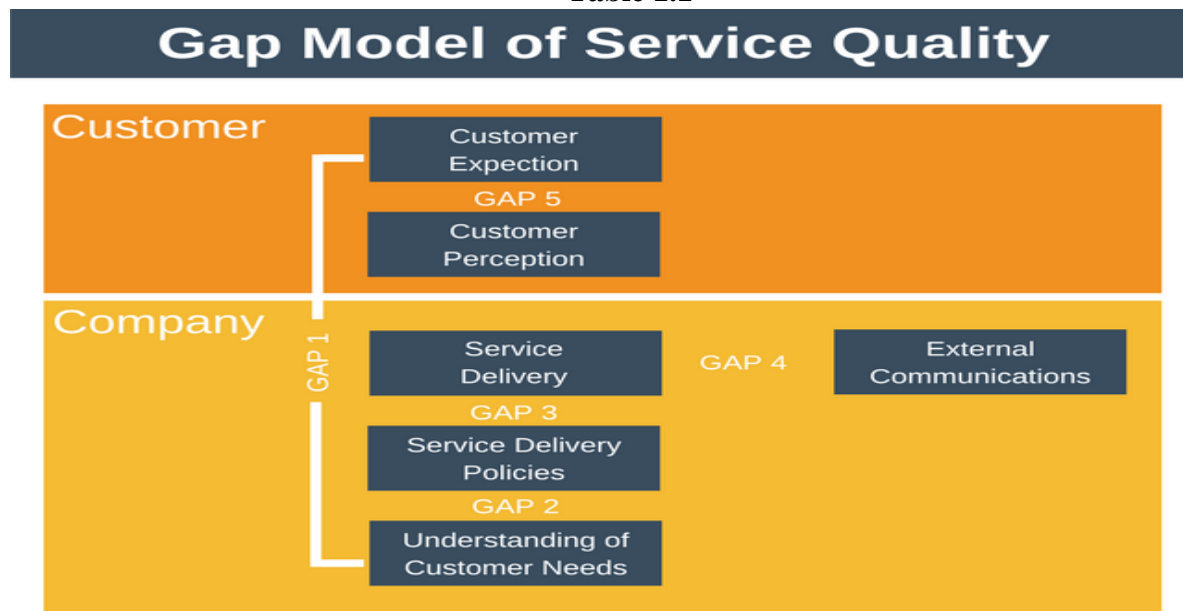 Gap Model of Service Quality
Customer
Customer
Expection
GAP 5
Customer
Perception
Company
GAP 1
Service
Delivery
GAP 4
External
Communications
GAP 3
Service Delivery
Policies
GAP 2
Understanding of
Customer Needs